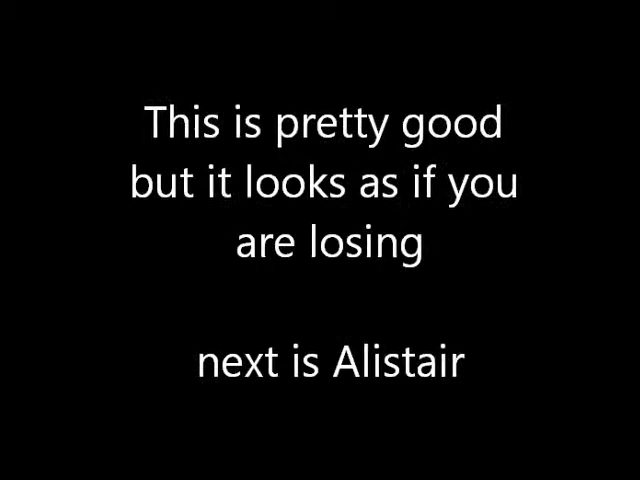 This is pretty good
but it looks as if you
are losing
next is Alistair